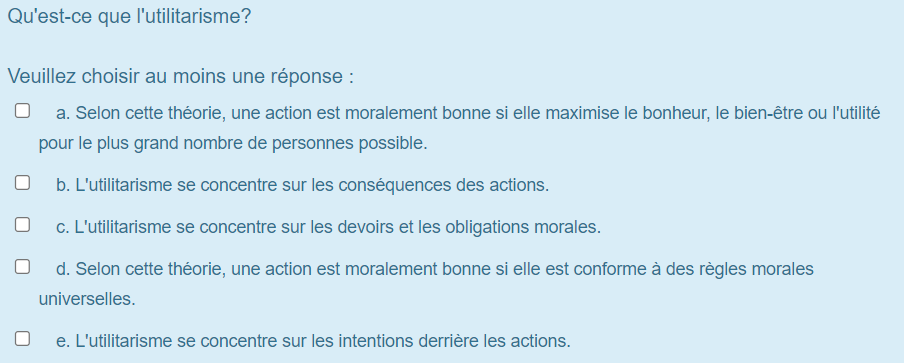 Qu'est-ce que l'utilitarisme?
Veuillez choisir au moins une réponse :
a. Selon cette théorie, une action est moralement bonne si elle maximise le bonheur, le bien-être ou l'utilité
pour le plus grand nombre de personnes possible.
b. L'utilitarisme se concentre sur les conséquences des actions.
c. L'utilitarisme se concentre sur les devoirs et les obligations morales.
d. Selon cette théorie, une action est moralement bonne si elle est conforme à des règles morales
universelles.
e. L'utilitarisme se concentre sur les intentions derrière les actions.